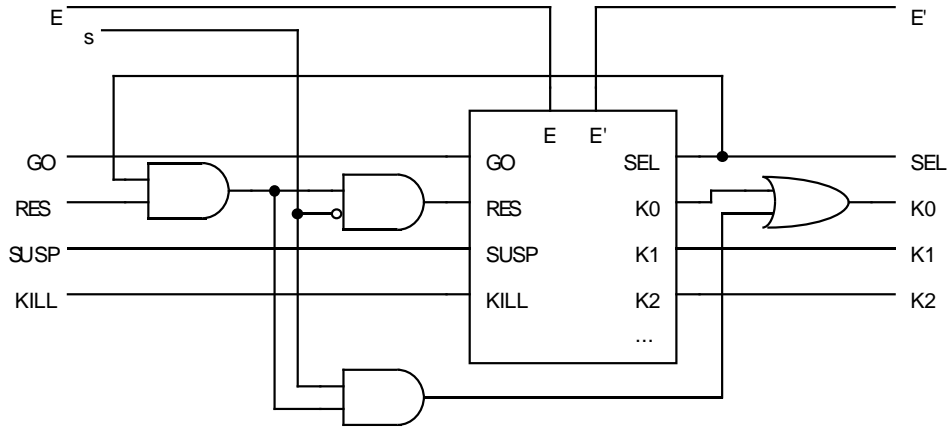 E E'
s
E E'
GO GO SEL SEL
RES RES K0 K0
SUSP SUSP K1 K1
KILL KILL K2 K2
...